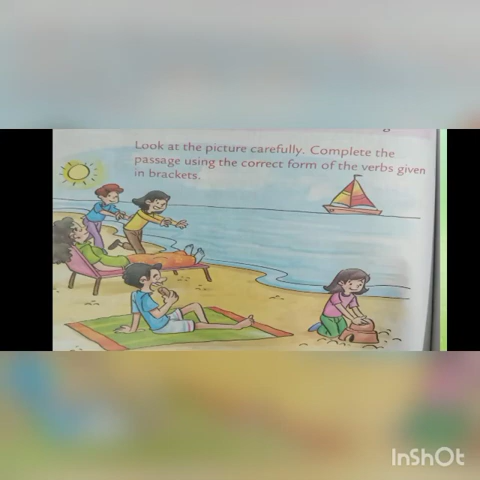 Look at the picture carefully. Complete the
passage using the correct form of the verbs given
in brackets.
InShOt